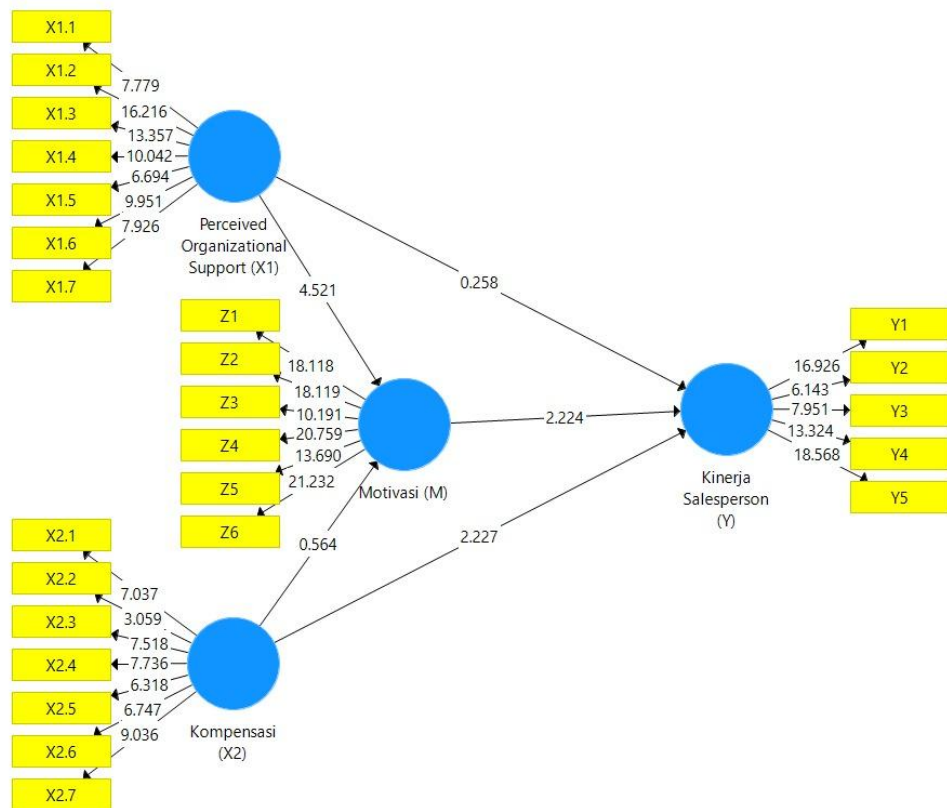 X1.1
X1.2
X1.3
X1.4
X1.5
X1.6
X1.7
7.779
16.216
13.357
10.042
6.694
9.951
7.926
Perceived
Organizational
Support (X1)
4.521
0.258
Z1
Z2
Z3
Z4
Z5
Z6
18.118
18.119
10.191
20.759
13.690
21.232
Motivasi (M)
2.224
0.564
2.227
Y1
Y2
Y3
Y4
Y5
16.926
6.143
7.951
13.324
18.568
Kinerja
Salesperson
(Y)
X2.1
X2.2
X2.3
X2.4
X2.5
X2.6
X2.7
7.037
3.059
7.518
7.736
6.318
6.747
9.036
Kompensasi
(X2)